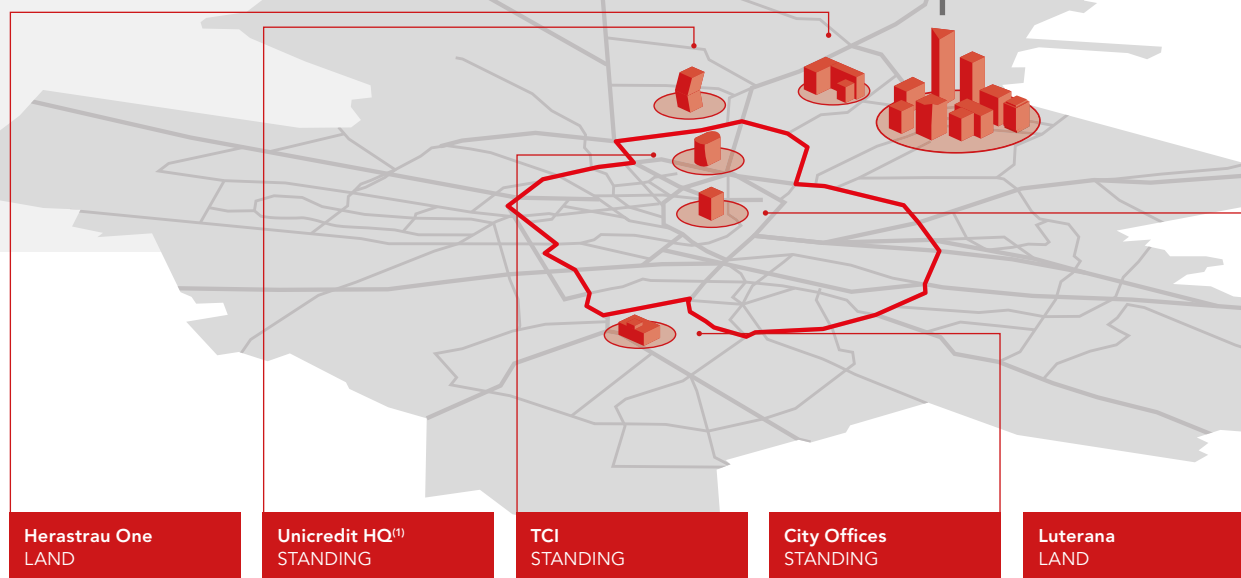 Herastrau One
LAND
Unicredit HQ(1)
STANDING
TCI
STANDING
City Offices
STANDING
Luterana
LAND